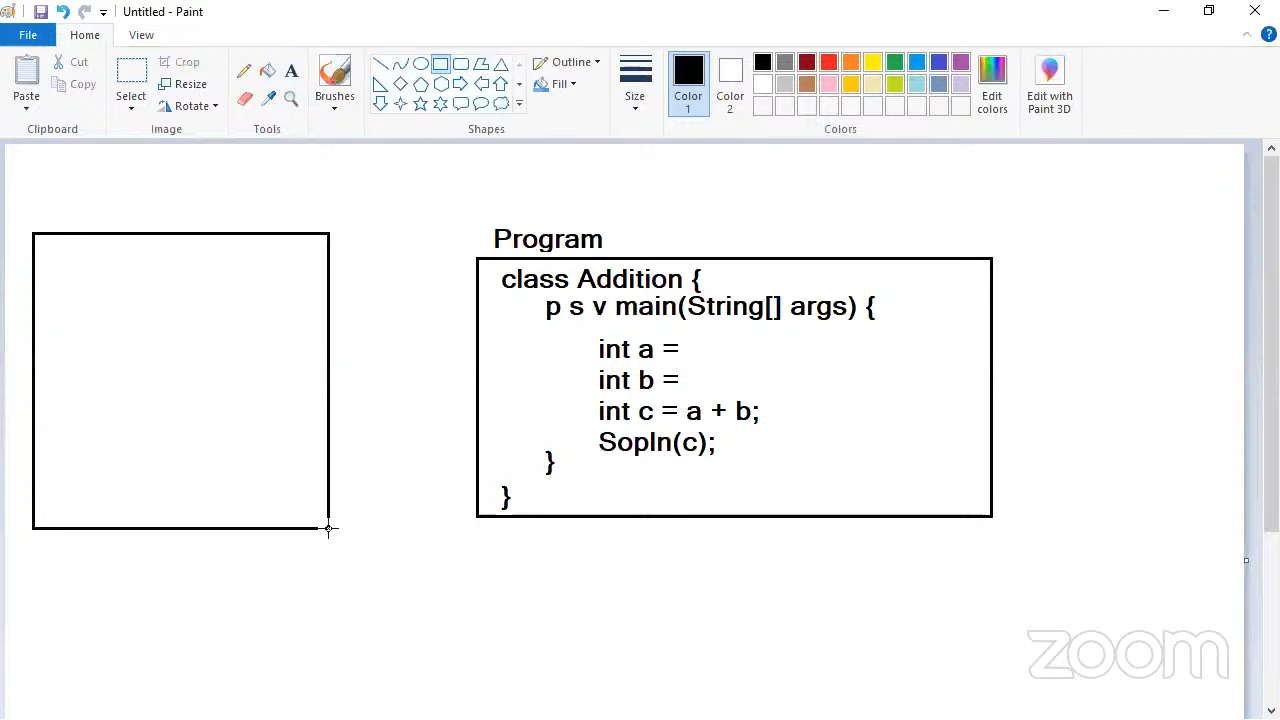 Untitled - Paint
File
Home
View
Paste
Cut
Copy
Clipboard
Select
Crop
Resize
Rotate
Image
A
Tools
Brushes
Outline
Fill
Shapes
Size
Color
1
Color
2
Edit
colors
Colors
Edit with
Paint 3D
?
Program
class Addition {
p s v main(String[] args) {
int a =
int b =
int c = a + b;
Sopln(c);
}
}
zoom